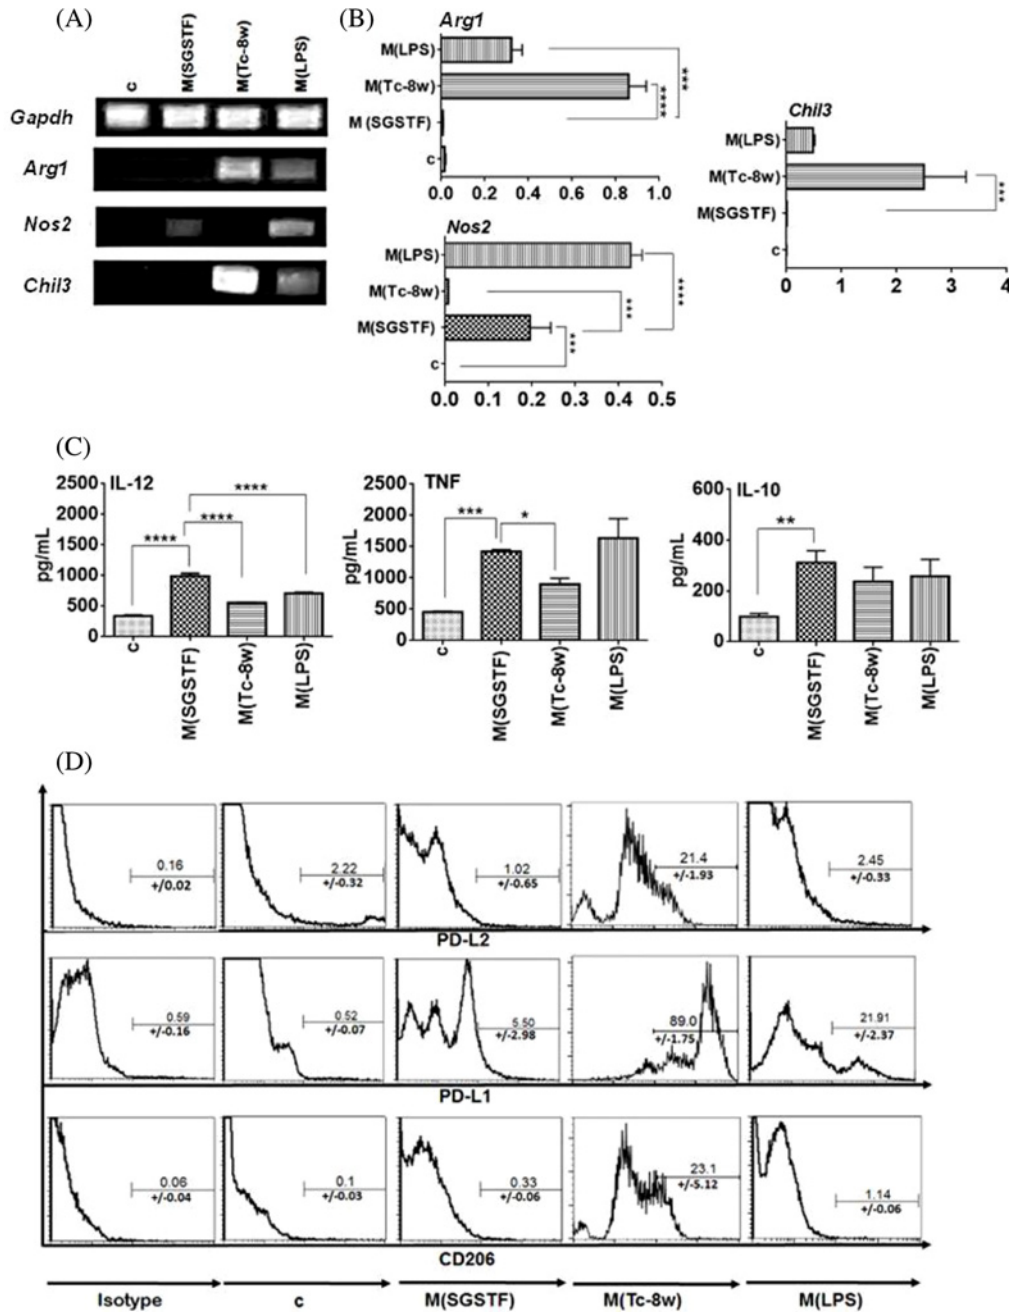 (A)
c
M(SGSTF)
M(Tc-8w)
M(LPS)
Gapdh
Arg1
Nos2
Chil3
(B)
Arg1
M(LPS)
M(Tc-8w)
M (SGSTF)
c
***
****
0.0 0.2 0.4 0.6 0.8 1.0
Nos2
M(LPS)
M(Tc-8w)
M(SGSTF)
c
***
***
****
0.0 0.1 0.2 0.3 0.4 0.5
Chil3
M(LPS)
M(Tc-8w)
M(SGSTF)
c
***
0 1 2 3 4
(C)
IL-12
pg/mL
2500
2000
1500
1000
500
0
****
****
****
c
M(SGSTF)
M(Tc-8w)
M(LPS)
TNF
pg/mL
2500
2000
1500
1000
500
0
*** *
c
M(SGSTF)
M(Tc-8w)
M(LPS)
IL-10
pg/mL
600
400
200
0
**
c
M(SGSTF)
M(Tc-8w)
M(LPS)
(D)
0.16
+/0.02
2.22
+/-0.32
1.02
+/-0.65
21.4
+/-1.93
2.45
+/-0.33
PD-L2
0.59
+/-0.16
0.52
+/-0.07
5.50
+/-2.98
89.0
+/-1.75
21.91
+/-2.37
PD-L1
0.06
+/-0.04
0.1
+/-0.03
0.33
+/-0.06
23.1
+/-5.12
1.14
+/-0.06
CD206
Isotype c M(SGSTF) M(Tc-8w) M(LPS)